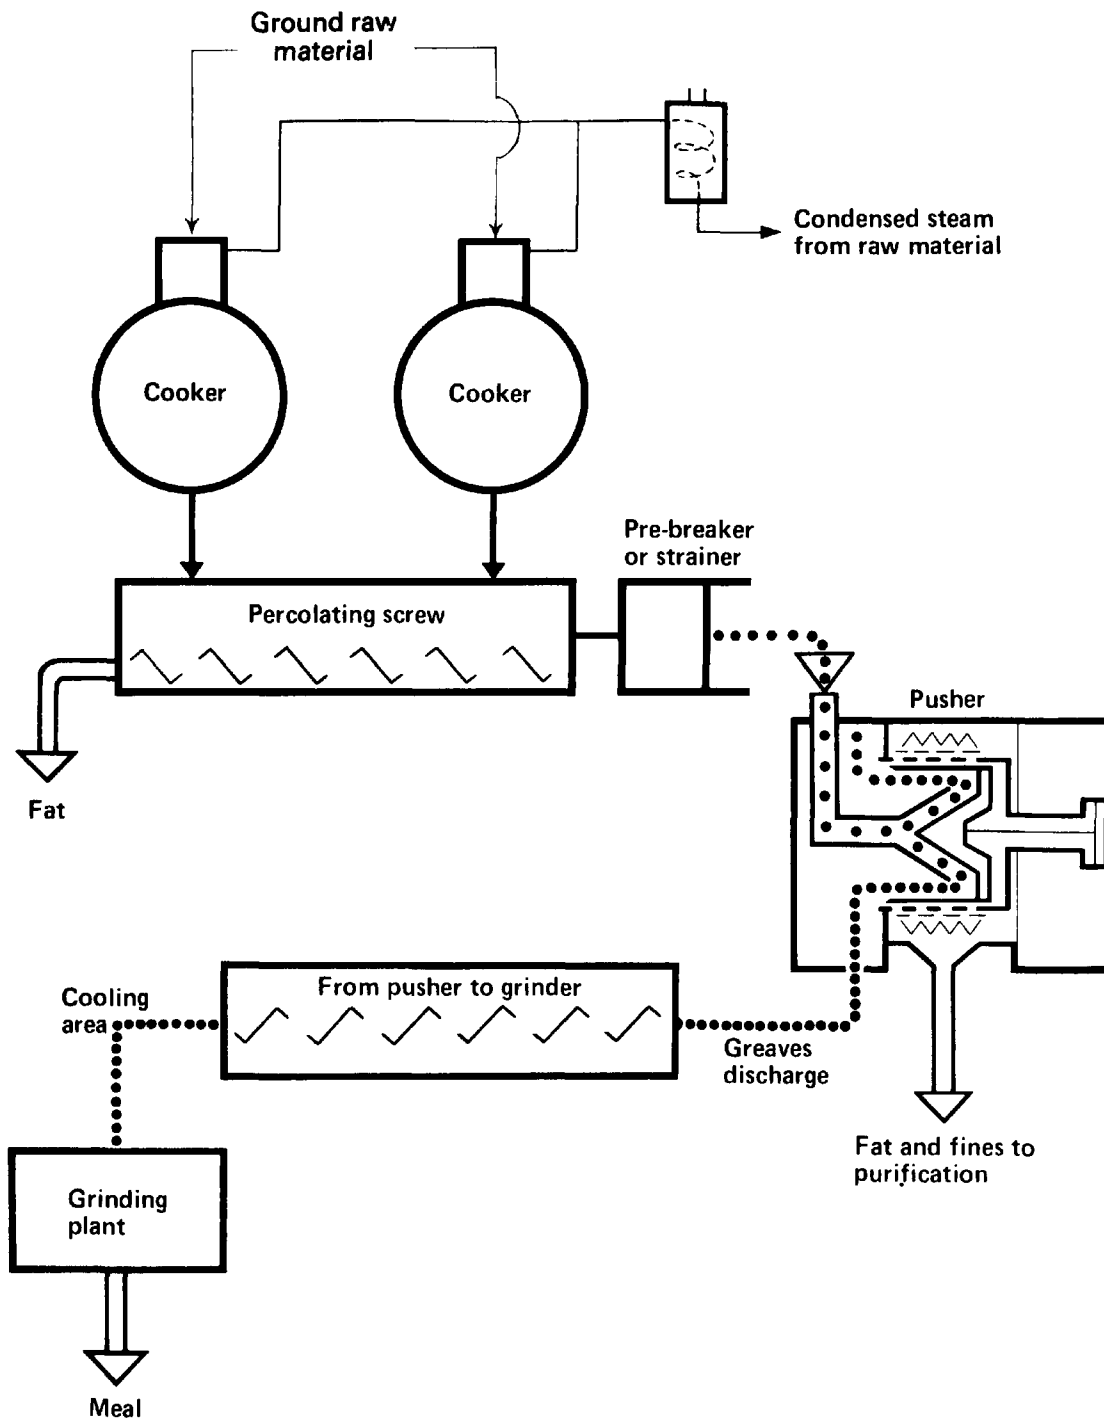 Ground raw
material
Condensed steam
from raw material
Cooker
Cooker
Pre-breaker
or strainer
Percolating screw
Pusher
Fat
From pusher to grinder
Cooling
area
Greaves
discharge
Fat and fines to
purification
Grinding
plant
Meal